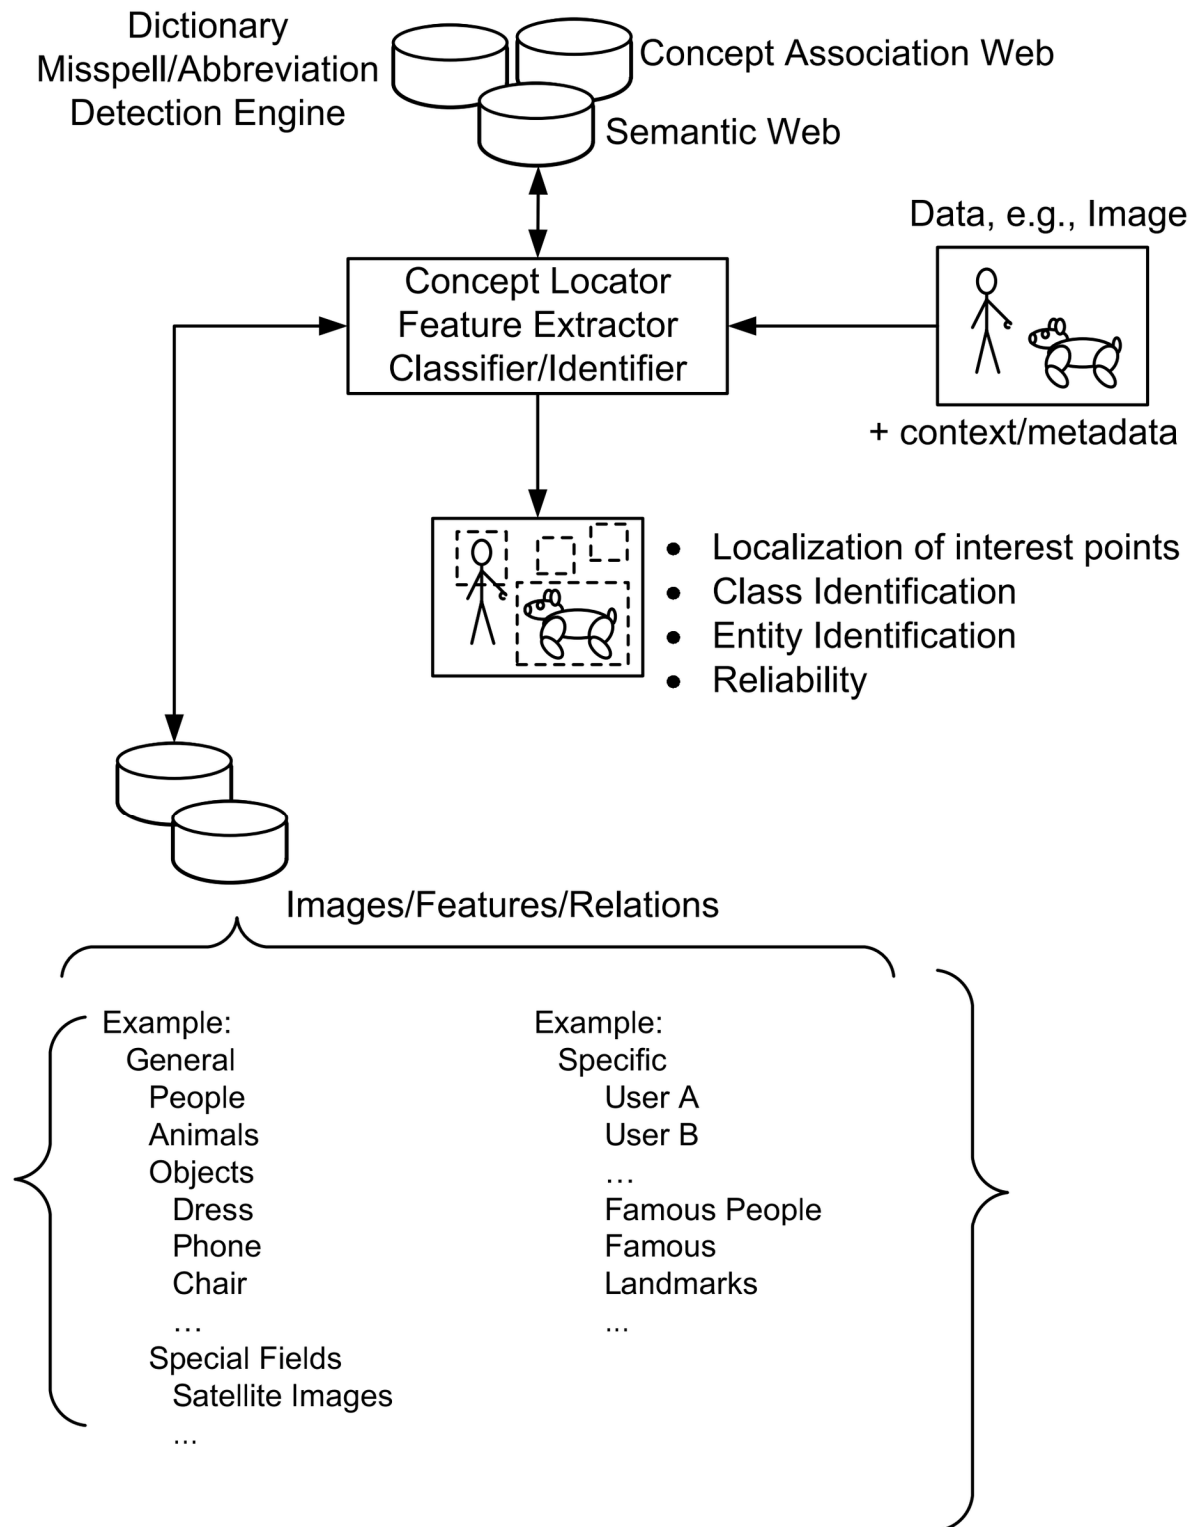 Dictionary
Misspell/Abbreviation
Detection Engine
Concept Association Web
Semantic Web
Data, e.g., Image
Concept Locator
Feature Extractor
Classifier/Identifier
+ context/metadata
• Localization of interest points
• Class Identification
• Entity Identification
• Reliability
Images/Features/Relations
Example:
General
People
Animals
Objects
Dress
Phone
Chair
…
Special Fields
Satellite Images
...
Example:
Specific
User A
User B
…
Famous People
Famous
Landmarks
...